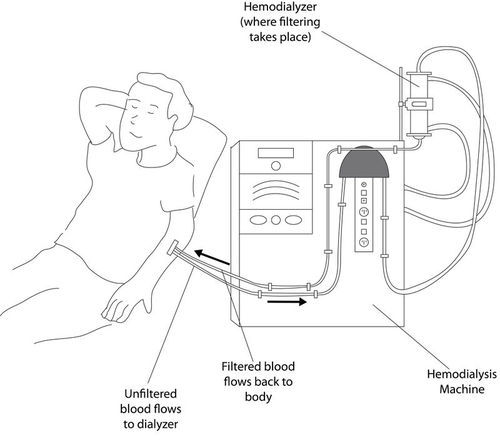 Hemodialyzer
(where filtering
takes place)
Filtered blood
flows back to
body
Unfiltered
blood flows
to dialyzer
Hemodialysis
Machine